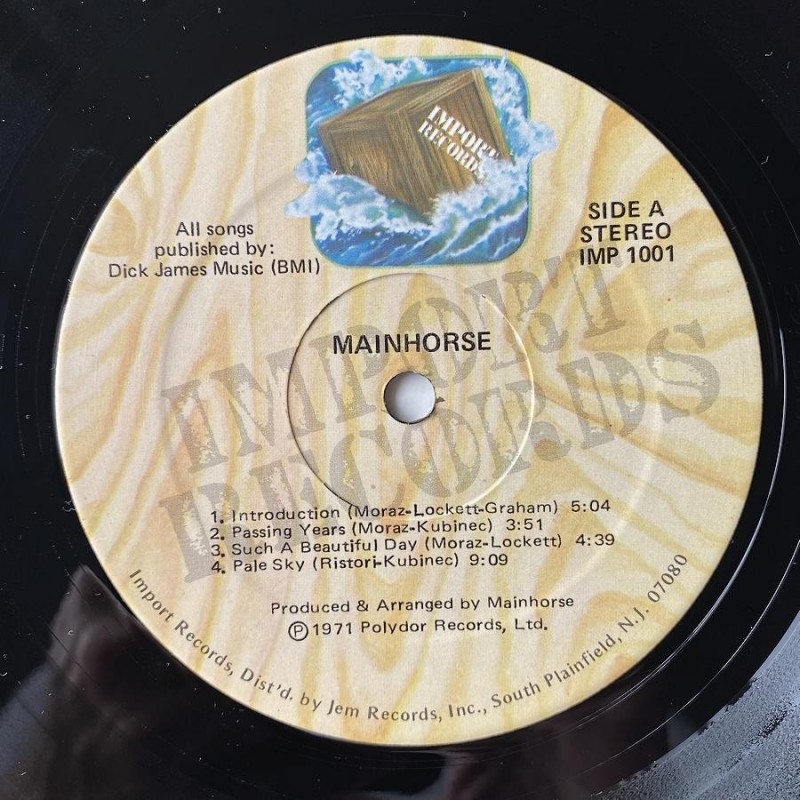 IMPORT
RECORDS
All songs
published by:
Dick James Music (BMI)
SIDE A
STEREO
IMP 1001
MAINHORSE
IMPORT
RECORDS
1. Introduction (Moraz-Lockett-Graham) 5:04
2. Passing Years (Moraz-Kubinec) 3:51
3. Such A Beautiful Day (Moraz-Lockett) 4:39
4. Pale Sky (Ristori-Kubinec) 9:09
Produced & Arranged by Mainhorse
Ⓟ 1971 Polydor Records, Ltd.
Import Records, Dist'd. by Jem Records, Inc., South Plainfield, N.J. 07080